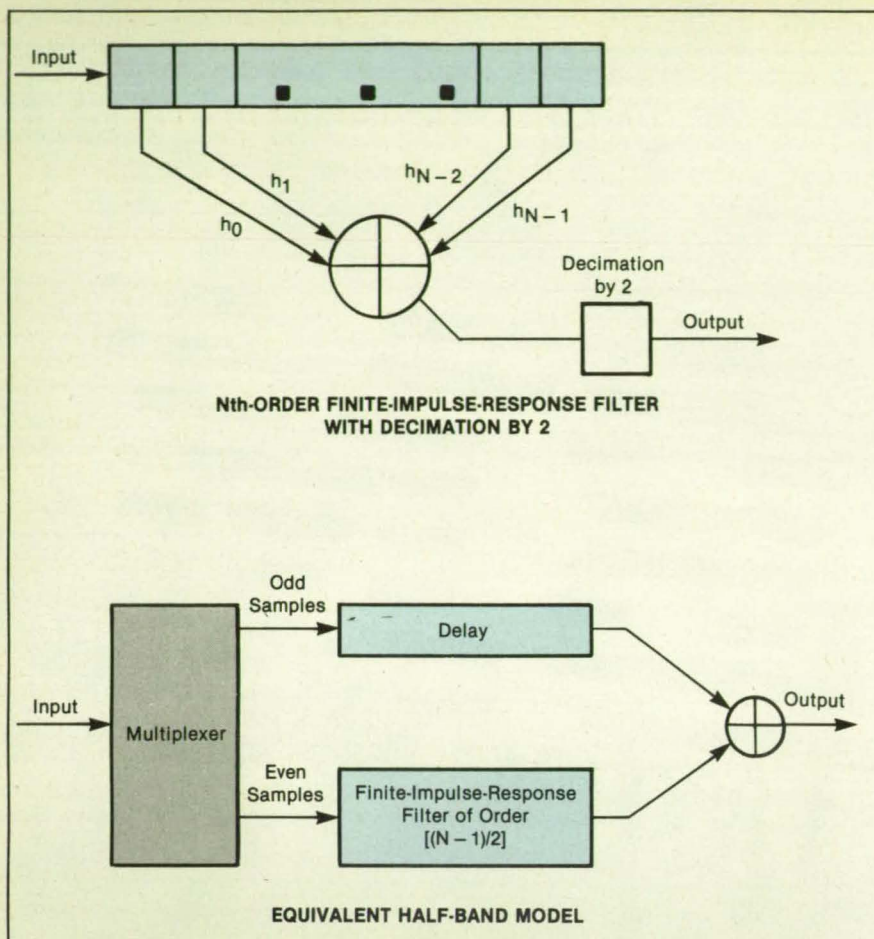 Input
h0
h1
hN – 2
hN – 1
Decimation
by 2
Output
Nth-ORDER FINITE-IMPULSE-RESPONSE FILTER
WITH DECIMATION BY 2
Input
Multiplexer
Odd
Samples
Delay
Even
Samples
Finite-Impulse-Response
Filter of Order
[(N – 1)/2]
Output
EQUIVALENT HALF-BAND MODEL